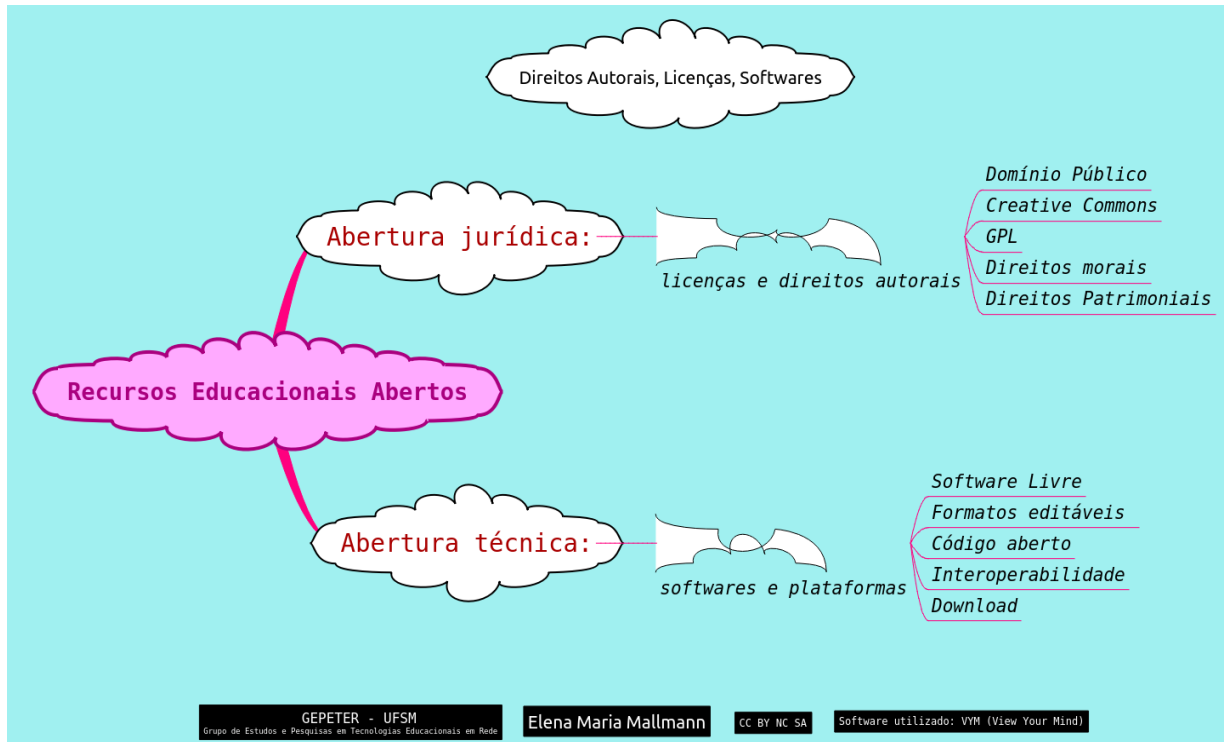 Direitos Autorais, Licenças, Softwares
Abertura jurídica:
licenças e direitos autorais
Domínio Público
Creative Commons
GPL
Direitos morais
Direitos Patrimoniais
Recursos Educacionais Abertos
Abertura técnica:
softwares e plataformas
Software Livre
Formatos editáveis
Código aberto
Interoperabilidade
Download
GEPETER - UFSM
Grupo de Estudos e Pesquisas em Tecnologias Educacionais em Rede
Elena Maria Mallmann
CC BY NC SA
Software utilizado: VYM (View Your Mind)